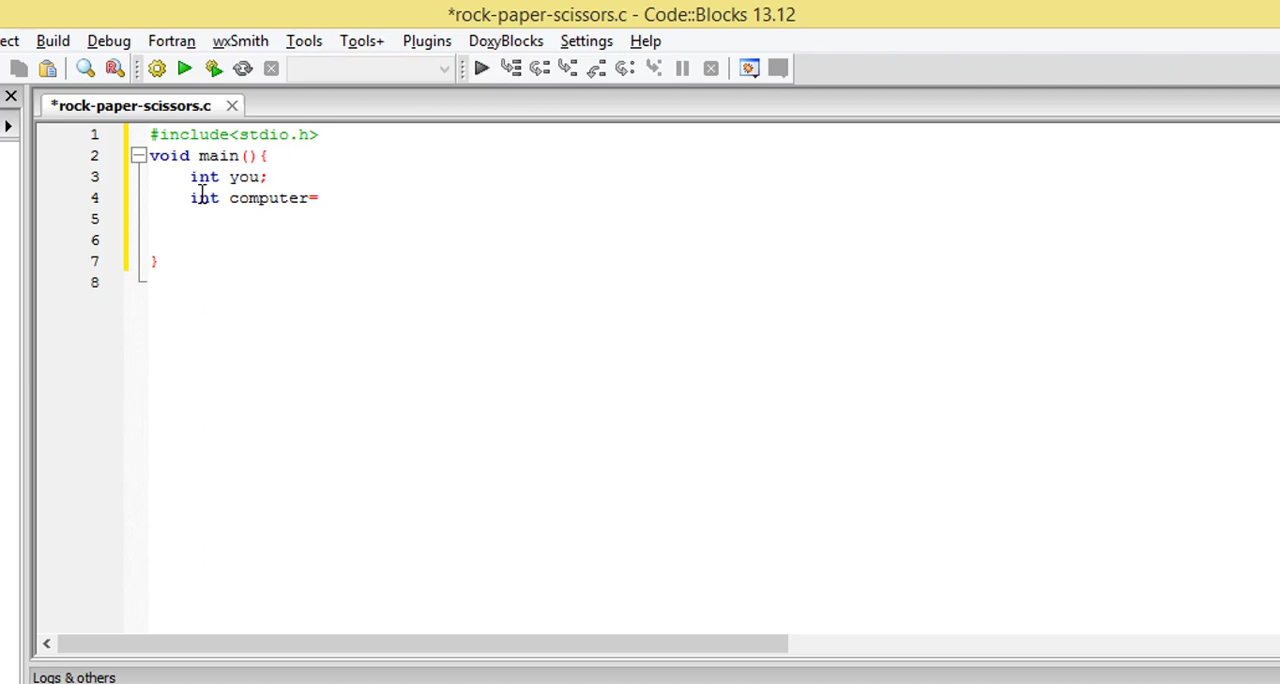 *rock-paper-scissors.c - Code::Blocks 13.12
ect Build Debug Fortran wxSmith Tools Tools+ Plugins DoxyBlocks Settings Help
*rock-paper-scissors.c
1 #include<stdio.h>
2 void main(){
3 int you;
4 int computer=
5
6
7 }
8
Logs & others